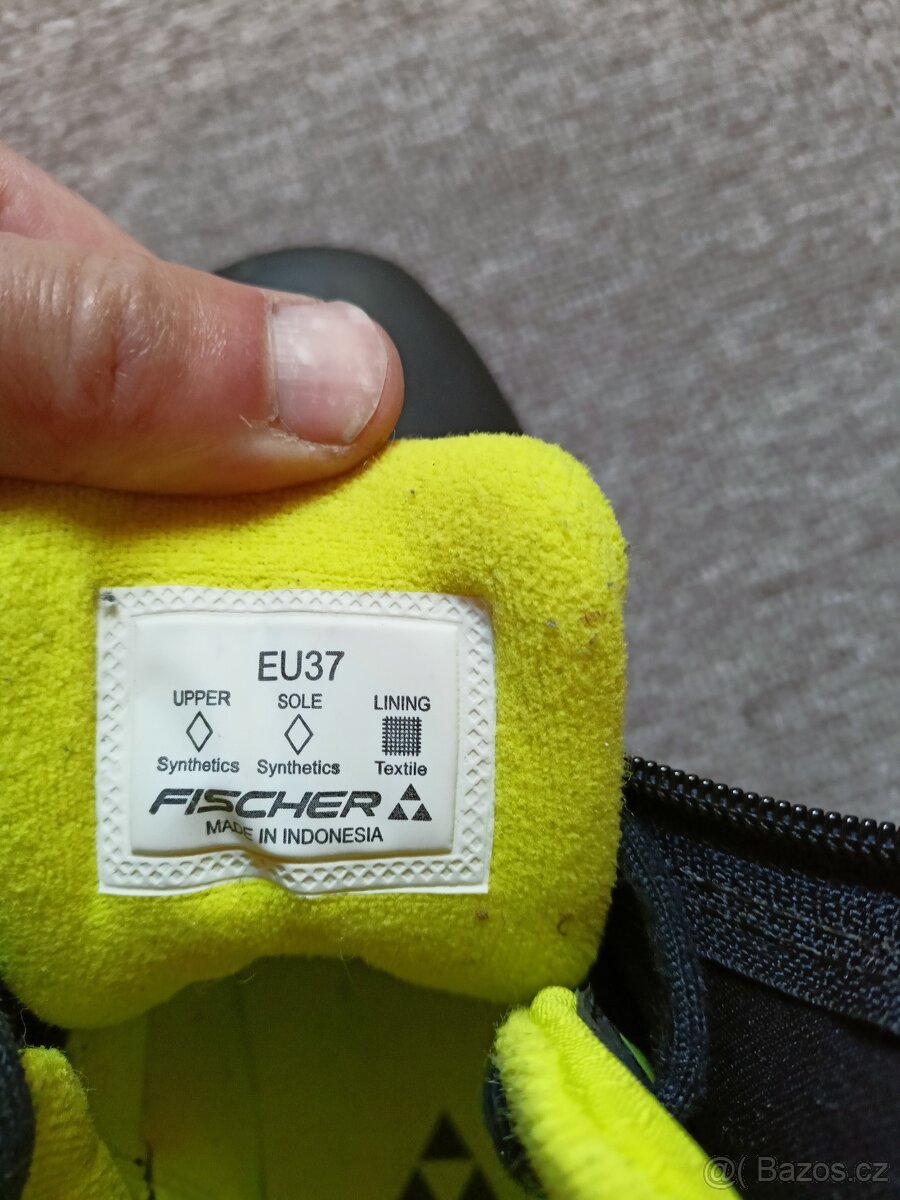 EU37
UPPER SOLE LINING
Synthetics Synthetics Textile
FISCHER
MADE IN INDONESIA
@( Bazos.cz